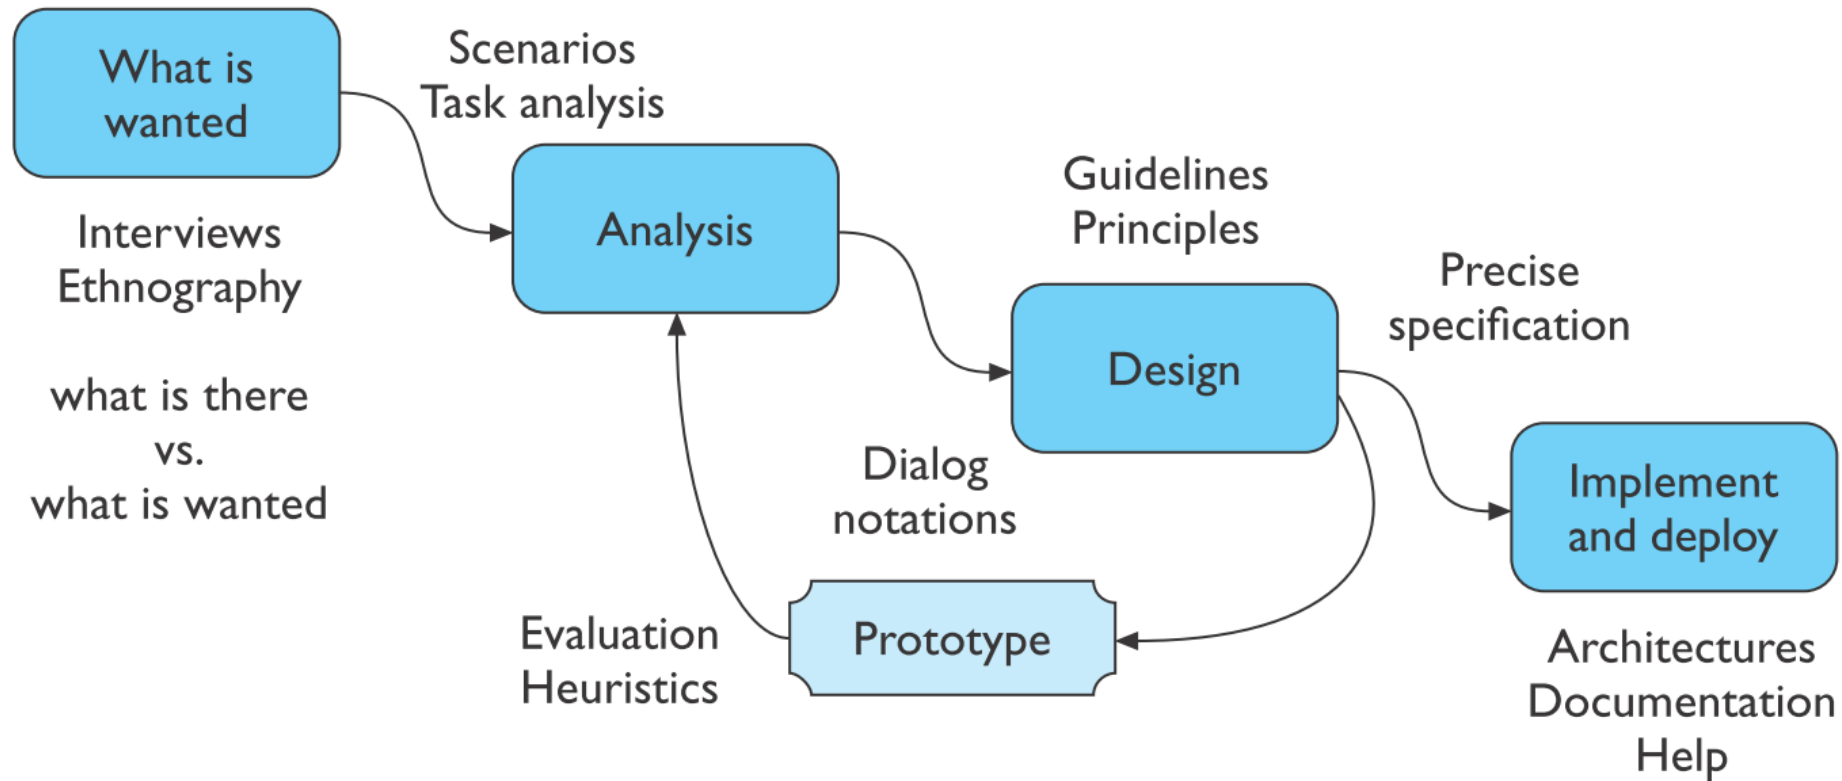 What is
wanted
Scenarios
Task analysis
Interviews
Ethnography
what is there
vs.
what is wanted
Analysis
Guidelines
Principles
Design
Precise
specification
Dialog
notations
Prototype
Evaluation
Heuristics
Implement
and deploy
Architectures
Documentation
Help